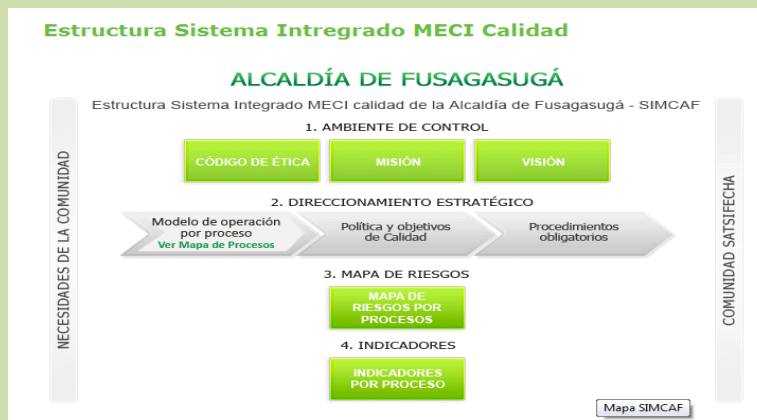 Estructura Sistema Intregrado MECI Calidad
ALCALDÍA DE FUSAGASUGÁ
Estructura Sistema Integrado MECI calidad de la Alcaldía de Fusagasugá - SIMCAF
NECESIDADES DE LA COMUNIDAD
1. AMBIENTE DE CONTROL
CÓDIGO DE ÉTICA
MISIÓN
VISIÓN
2. DIRECCIONAMIENTO ESTRATÉGICO
Modelo de operación
por proceso
Ver Mapa de Procesos
Política y objetivos
de Calidad
Procedimientos
obligatorios
3. MAPA DE RIESGOS
MAPA DE
RIESGOS POR
PROCESOS
4. INDICADORES
INDICADORES
POR PROCESO
COMUNIDAD SATSIFECHA
Mapa SIMCAF